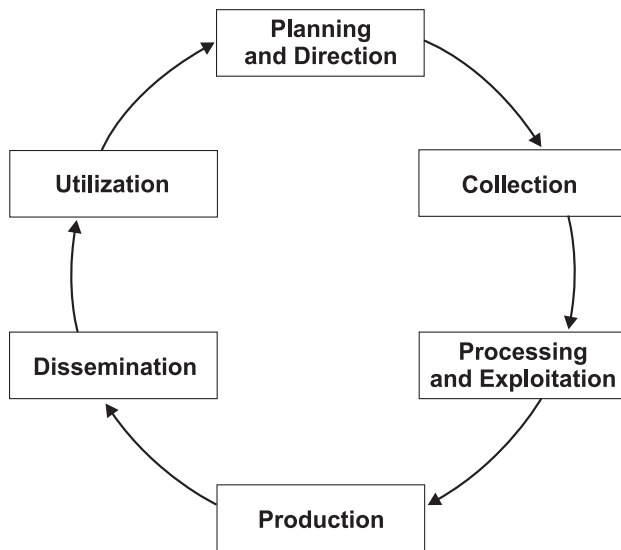 Planning
and Direction
Collection
Processing
and Exploitation
Production
Dissemination
Utilization